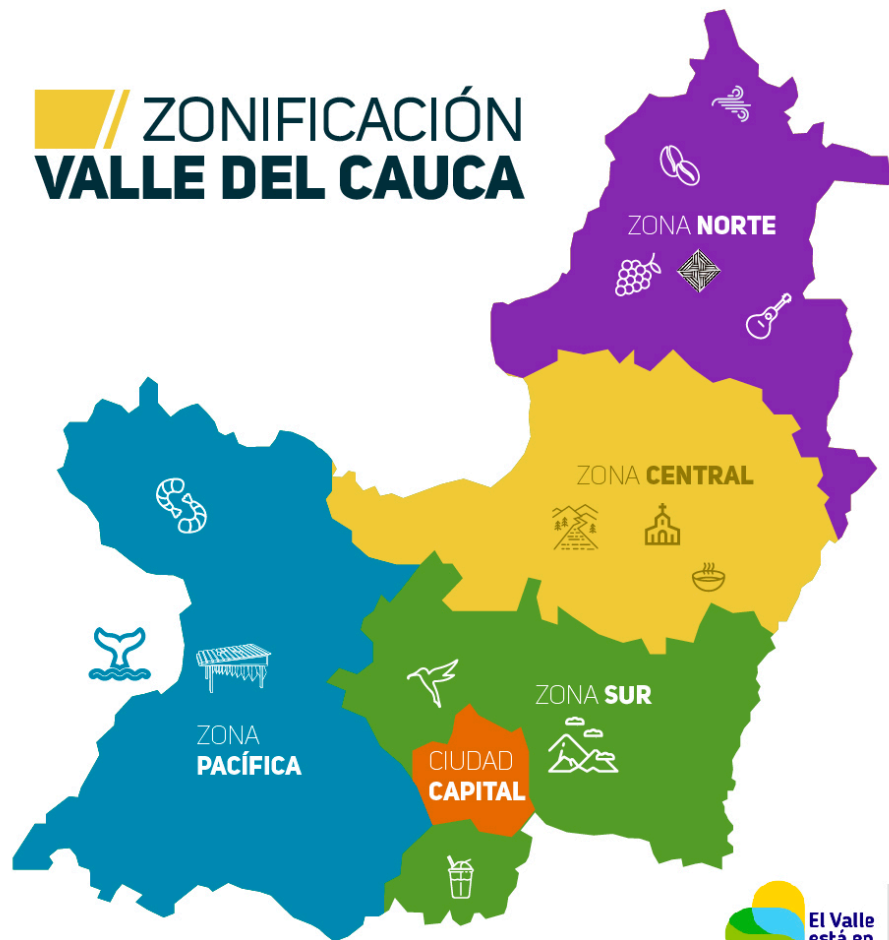 ZONIFICACIÓN
VALLE DEL CAUCA
ZONA NORTE
ZONA CENTRAL
ZONA SUR
ZONA
PACÍFICA
CIUDAD
CAPITAL
El Valle
está en